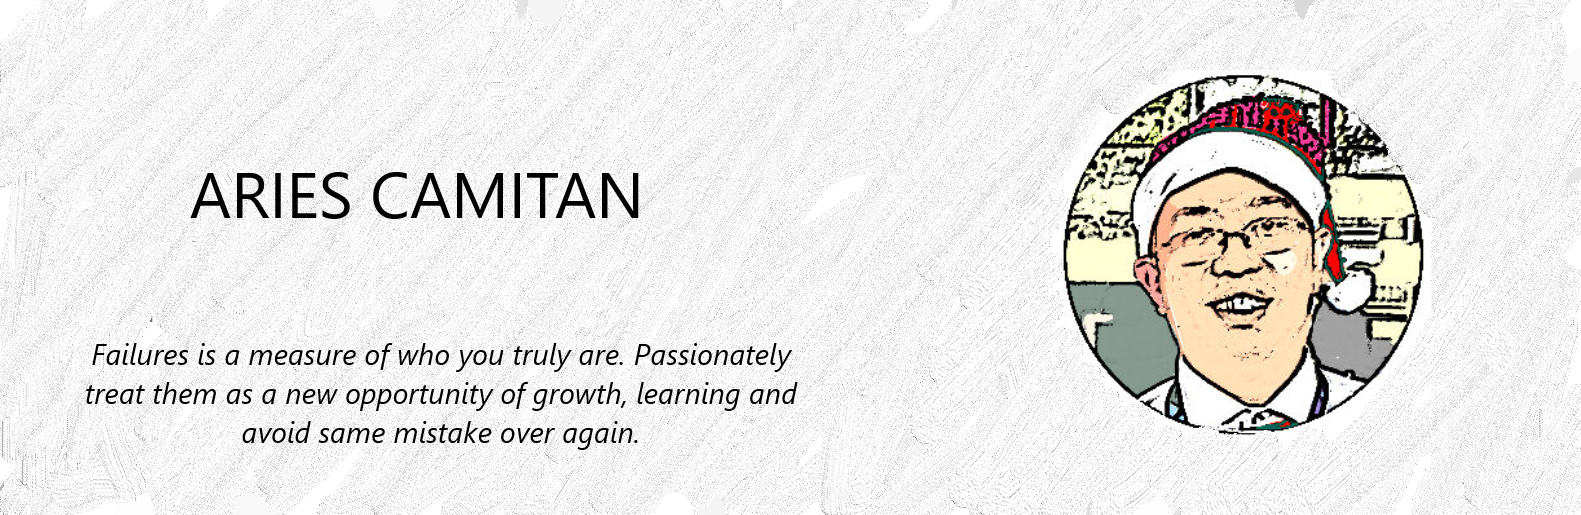 ARIES CAMITAN
Failures is a measure of who you truly are. Passionately
treat them as a new opportunity of growth, learning and
avoid same mistake over again.